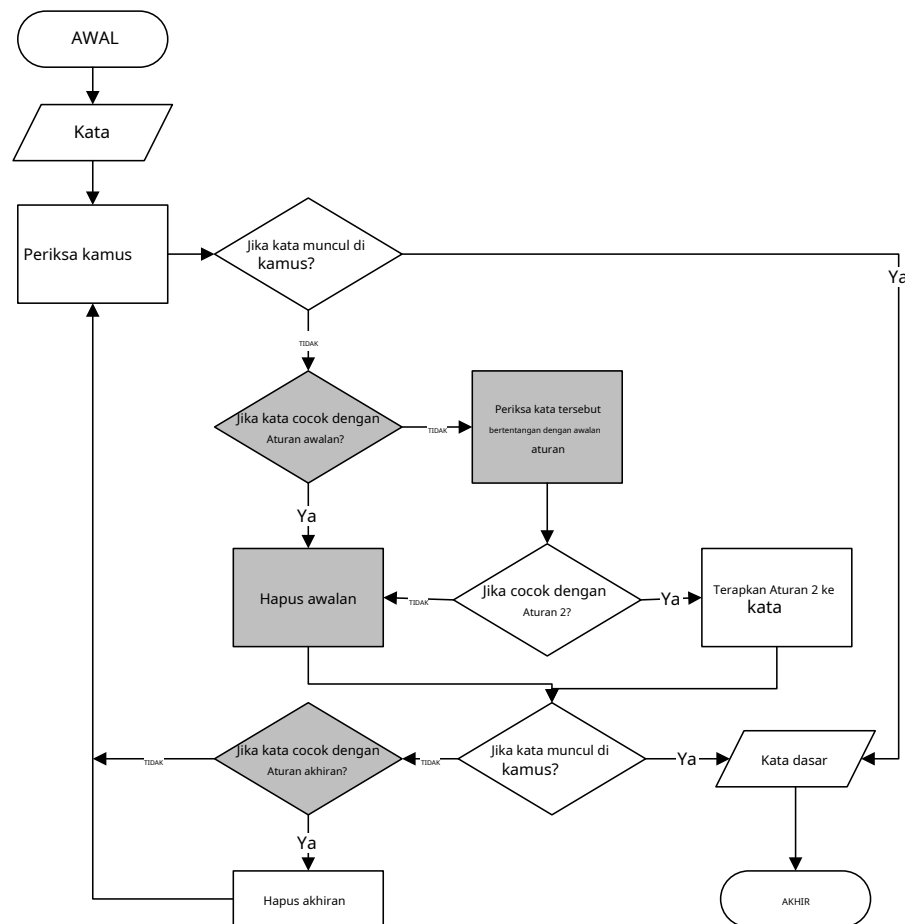 AWAL
Kata
Periksa kamus
Jika kata muncul di
kamus?
Ya
TIDAK
Jika kata cocok dengan
Aturan awalan?
TIDAK
Periksa kata tersebut
bertentangan dengan awalan
aturan
Ya
Hapus awalan
TIDAK
Jika cocok dengan
Aturan 2?
Ya
Terapkan Aturan 2 ke
kata
TIDAK
Jika kata cocok dengan
Aturan akhiran?
TIDAK
Jika kata muncul di
kamus?
Ya
Kata dasar
Ya
Hapus akhiran
AKHIR